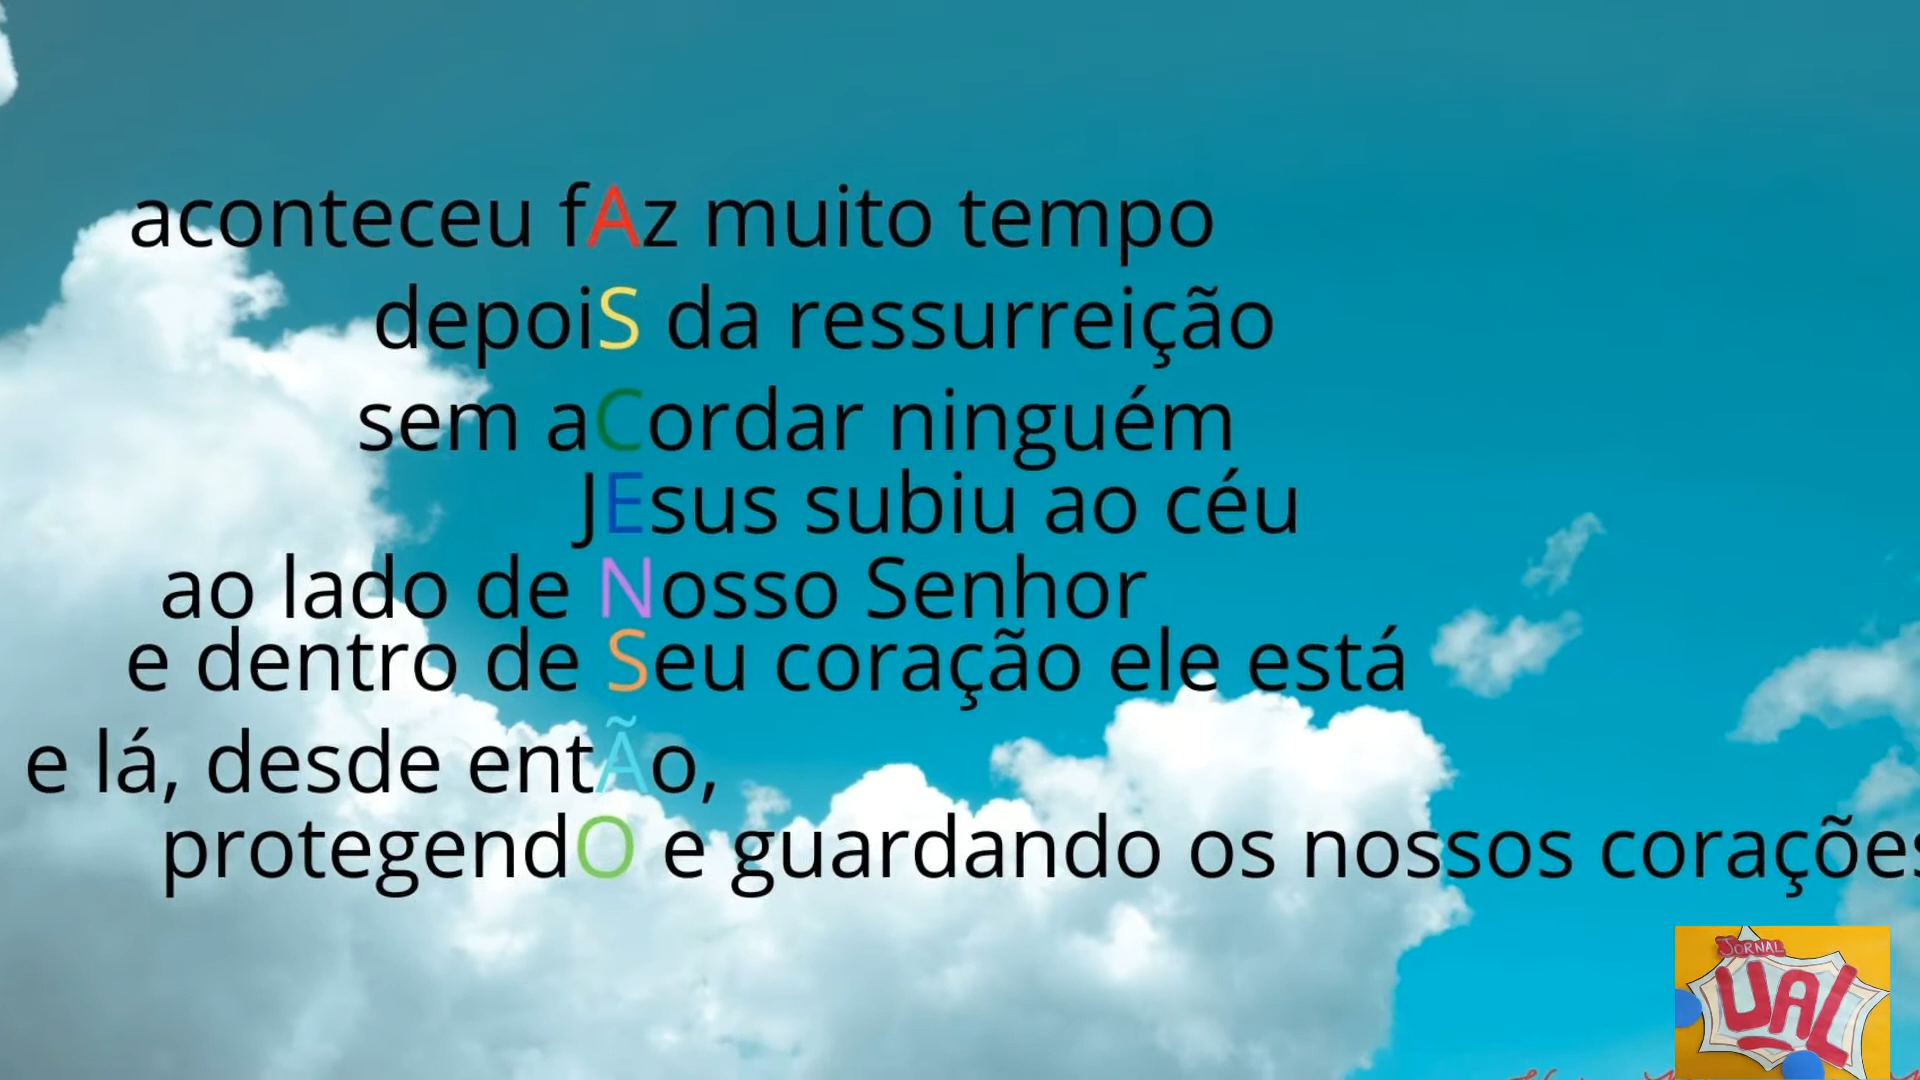 aconteceu fAz muito tempo
depoiS da ressurreição
sem aCordar ninguém
JEsus subiu ao céu
ao lado de Nosso Senhor
e dentro de Seu coração ele está
e lá, desde entÃo,
protegendO e guardando os nossos corações
JORNAL
UAL